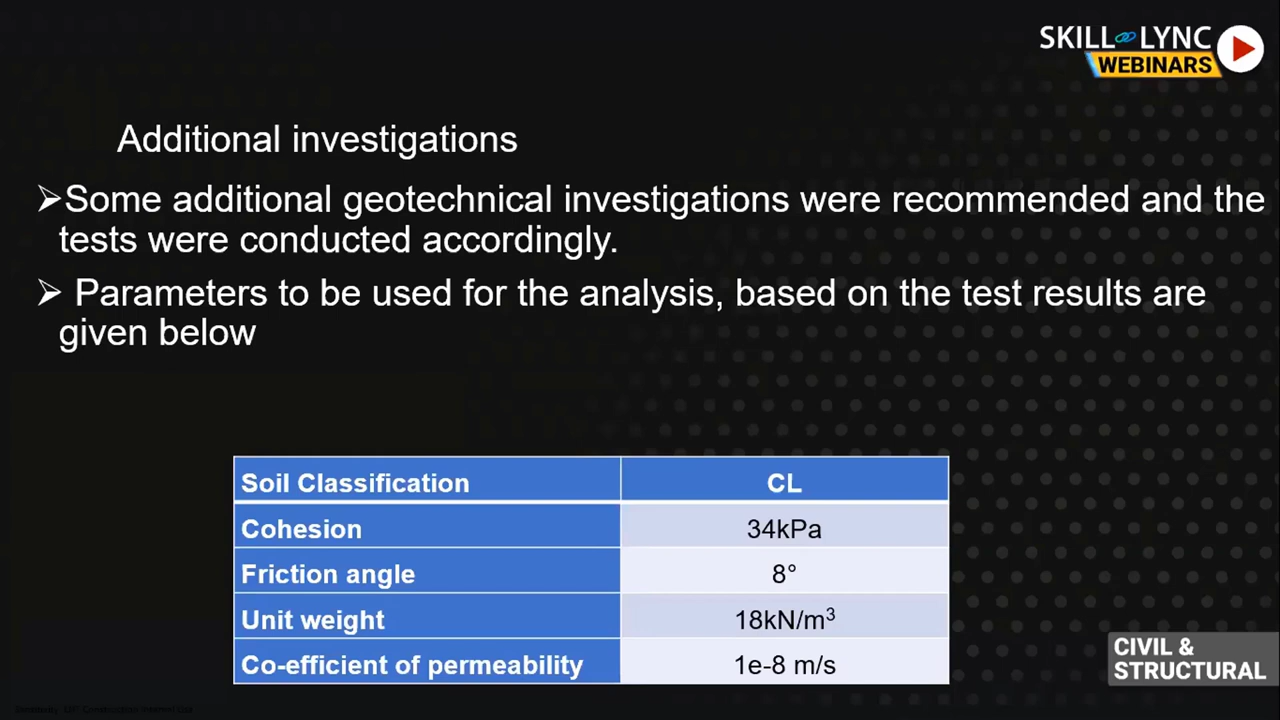 SKILL LYNC
WEBINARS
Additional investigations
➢Some additional geotechnical investigations were recommended and the
tests were conducted accordingly.
➢ Parameters to be used for the analysis, based on the test results are
given below
Soil Classification CL
Cohesion 34kPa
Friction angle 8°
Unit weight 18kN/m³
Co-efficient of permeability 1e-8 m/s
CIVIL &
STRUCTURAL